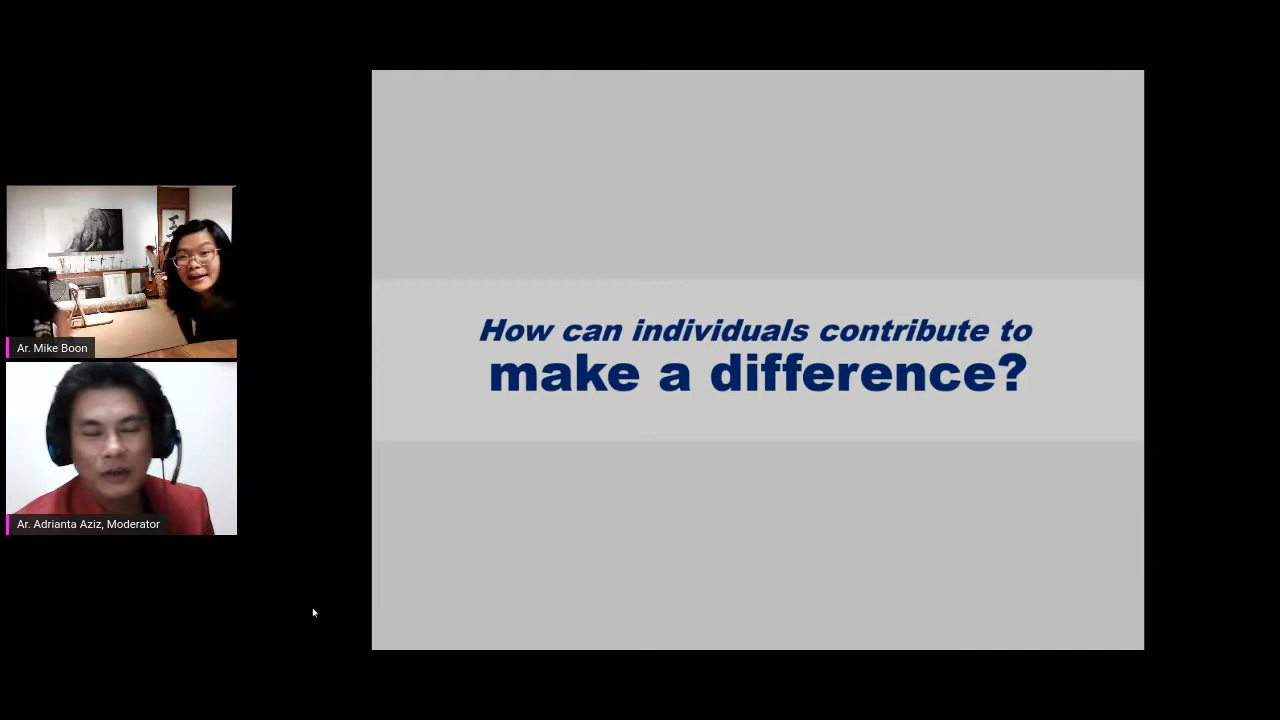 Ar. Mike Boon
Ar. Adrianta Aziz, Moderator
How can individuals contribute to
make a difference?